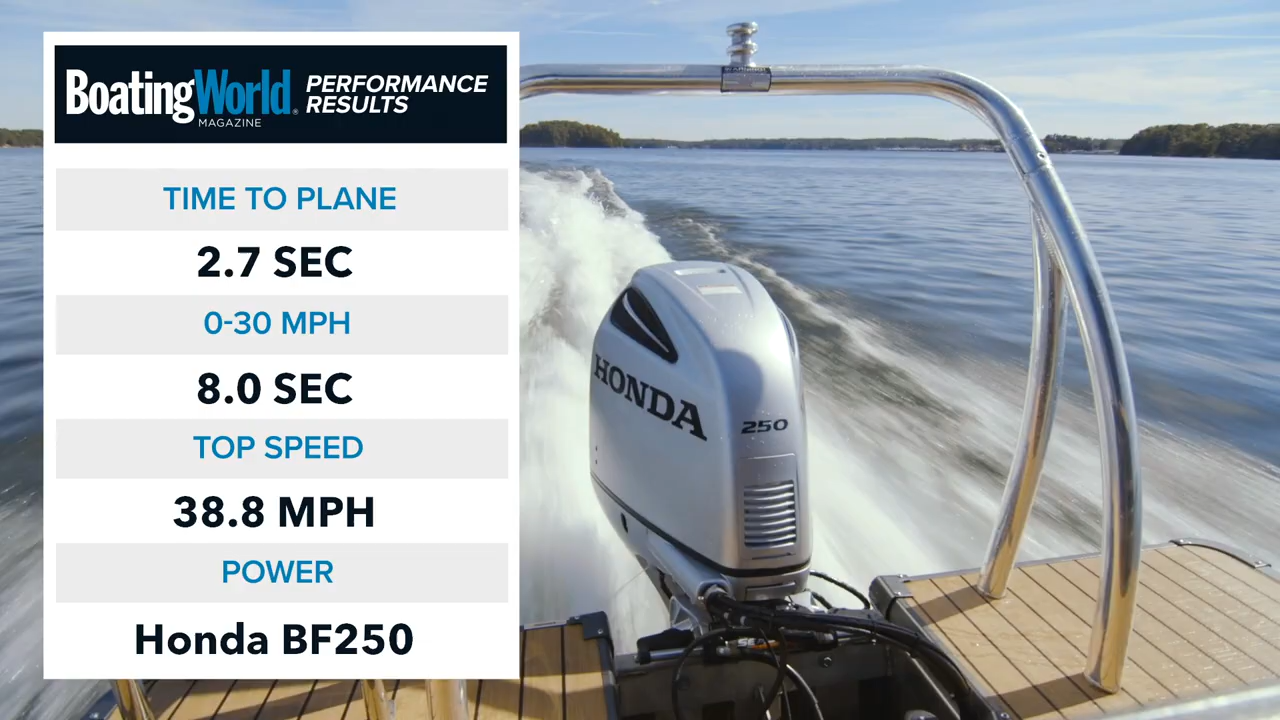 BoatingWorld®
MAGAZINE
PERFORMANCE
RESULTS
TIME TO PLANE
2.7 SEC
0-30 MPH
8.0 SEC
TOP SPEED
38.8 MPH
POWER
Honda BF250
HONDA
250